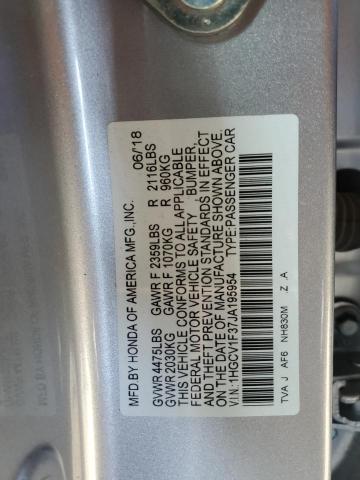 MFD BY HONDA OF AMERICA MFG.,INC. 06/18
GVWR 4475LBS GAWR F 2359LBS R 2116LBS
GVWR 2030KG GAWR F 1070KG R 960KG
THIS VEHICLE CONFORMS TO ALL APPLICABLE
FEDERAL MOTOR VEHICLE SAFETY , BUMPER,
AND THEFT PREVENTION STANDARDS IN EFFECT
ON THE DATE OF MANUFACTURE SHOWN ABOVE.
V.I.N.:1HGCV1F37JA195954 TYPE:PASSENGER CAR
TVA J AF6 NH830M Z .A